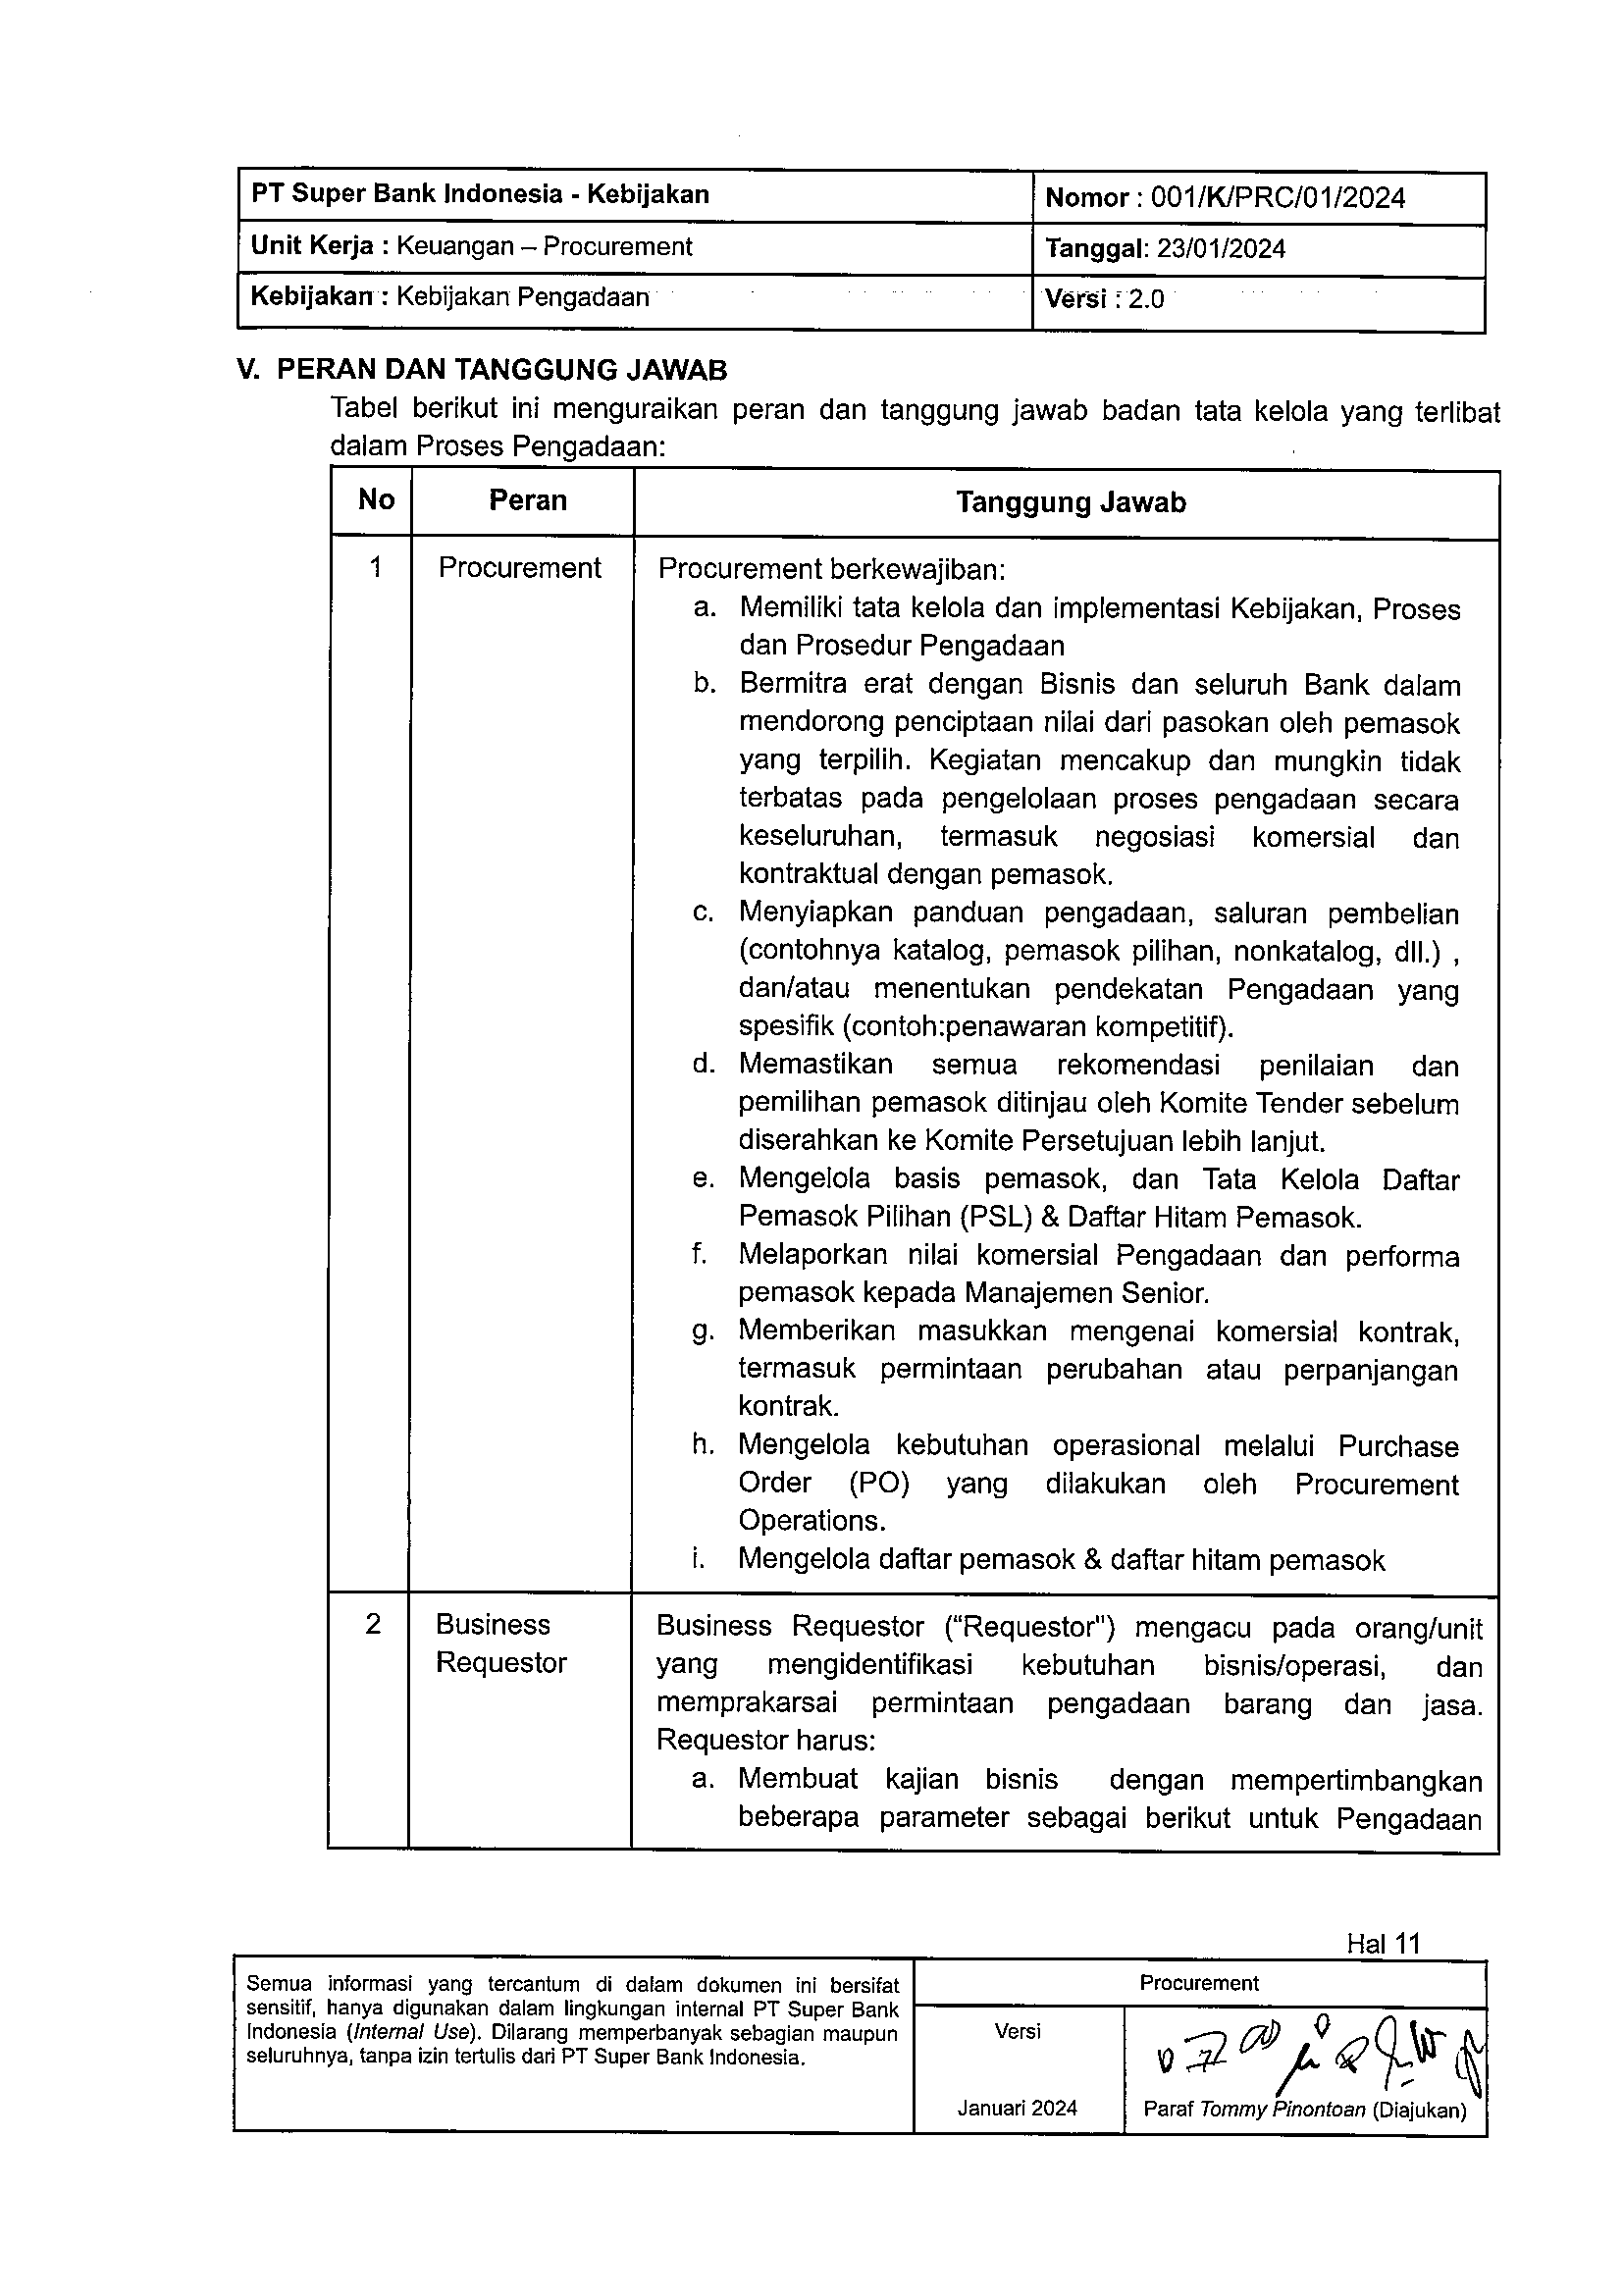 PT Super Bank Indonesia - Kebijakan
Nomor : 001/K/PRC/01/2024
Unit Kerja : Keuangan – Procurement
Tanggal: 23/01/2024
Kebijakan : Kebijakan Pengadaan
Versi : 2.0
V. PERAN DAN TANGGUNG JAWAB
Tabel berikut ini menguraikan peran dan tanggung jawab badan tata kelola yang terlibat
dalam Proses Pengadaan:
No
Peran
Tanggung Jawab
1
Procurement
Procurement berkewajiban:
a. Memiliki tata kelola dan implementasi Kebijakan, Proses
dan Prosedur Pengadaan
b. Bermitra erat dengan Bisnis dan seluruh Bank dalam
mendorong penciptaan nilai dari pasokan oleh pemasok
yang terpilih. Kegiatan mencakup dan mungkin tidak
terbatas pada pengelolaan proses pengadaan secara
keseluruhan, termasuk negosiasi komersial dan
kontraktual dengan pemasok.
c. Menyiapkan panduan pengadaan, saluran pembelian
(contohnya katalog, pemasok pilihan, nonkatalog, dll.) ,
dan/atau menentukan pendekatan Pengadaan yang
spesifik (contoh:penawaran kompetitif).
d. Memastikan semua rekomendasi penilaian dan
pemilihan pemasok ditinjau oleh Komite Tender sebelum
diserahkan ke Komite Persetujuan lebih lanjut.
e. Mengelola basis pemasok, dan Tata Kelola Daftar
Pemasok Pilihan (PSL) & Daftar Hitam Pemasok.
f. Melaporkan nilai komersial Pengadaan dan performa
pemasok kepada Manajemen Senior.
g. Memberikan masukkan mengenai komersial kontrak,
termasuk permintaan perubahan atau perpanjangan
kontrak.
h. Mengelola kebutuhan operasional melalui Purchase
Order (PO) yang dilakukan oleh Procurement
Operations.
i. Mengelola daftar pemasok & daftar hitam pemasok
2
Business
Requestor
Business Requestor (“Requestor”) mengacu pada orang/unit
yang mengidentifikasi kebutuhan bisnis/operasi, dan
memprakarsai permintaan pengadaan barang dan jasa.
Requestor harus:
a. Membuat kajian bisnis dengan mempertimbangkan
beberapa parameter sebagai berikut untuk Pengadaan
Hal 11
Semua informasi yang tercantum di dalam dokumen ini bersifat
sensitif, hanya digunakan dalam lingkungan internal PT Super Bank
Indonesia (Internal Use). Dilarang memperbanyak sebagian maupun
seluruhnya, tanpa izin tertulis dari PT Super Bank Indonesia.
Procurement
Versi
Januari 2024
Paraf Tommy Pinontoan (Diajukan)